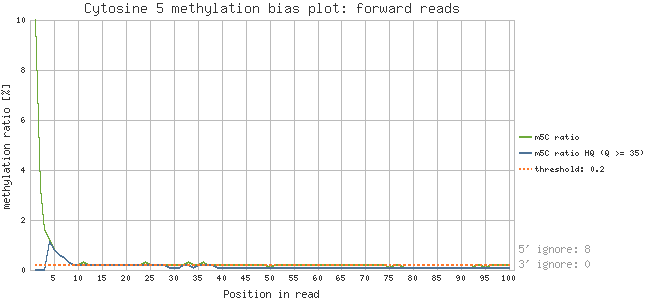 Cytosine 5 methylation bias plot: forward reads
methylation ratio [%]
10
8
6
4
2
0
5 10 15 20 25 30 35 40 45 50 55 60 65 70 75 80 85 90 95 100
Position in read
m5C ratio
m5C ratio HQ (Q >= 35)
threshold: 0.2
5' ignore: 8
3' ignore: 0